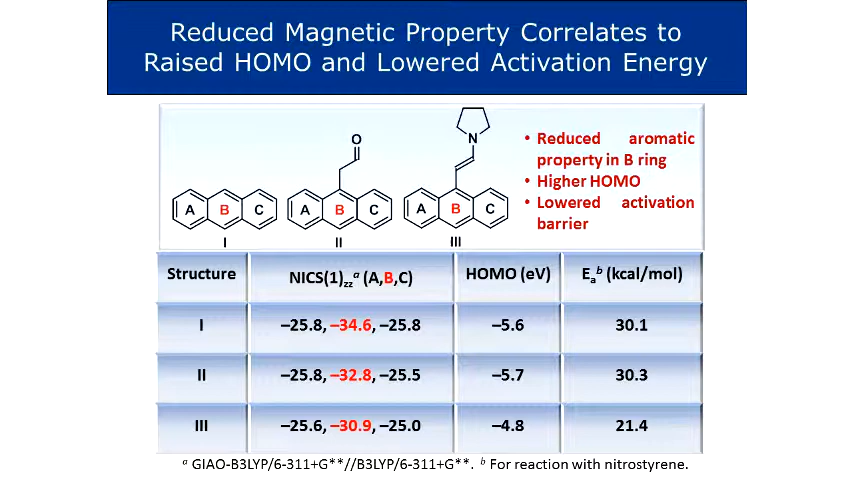 Reduced Magnetic Property Correlates to
Raised HOMO and Lowered Activation Energy
O
N
A B C
A B C
A B C
I
II
III
• Reduced aromatic
property in B ring
• Higher HOMO
• Lowered activation
barrier
Structure NICS(1)zz a (A,B,C) HOMO (eV) Ea b (kcal/mol)
I –25.8, –34.6, –25.8 –5.6 30.1
II –25.8, –32.8, –25.5 –5.7 30.3
III –25.6, –30.9, –25.0 –4.8 21.4
a GIAO-B3LYP/6-311+G**//B3LYP/6-311+G**. b For reaction with nitrostyrene.